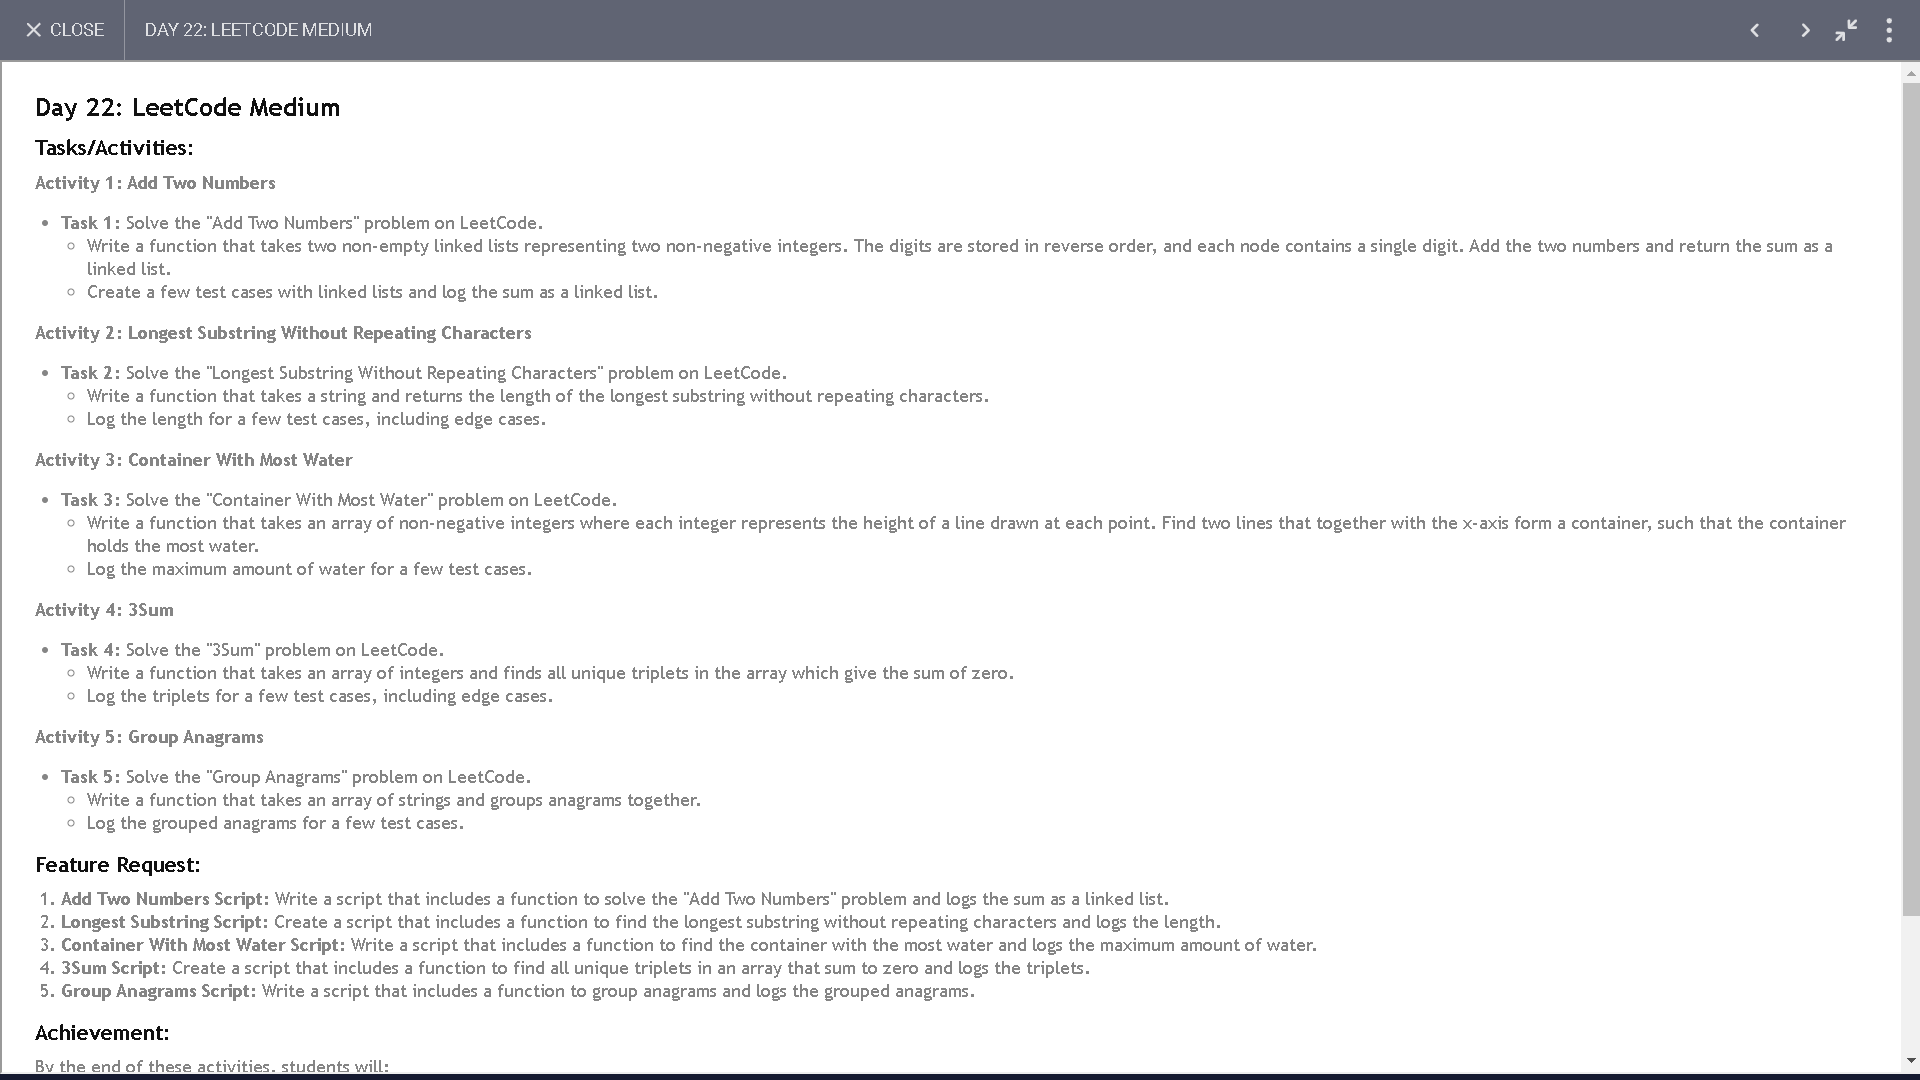 CLOSE
DAY 22: LEETCODE MEDIUM
Day 22: LeetCode Medium
Tasks/Activities:
Activity 1: Add Two Numbers
• Task 1: Solve the "Add Two Numbers" problem on LeetCode.
◦ Write a function that takes two non-empty linked lists representing two non-negative integers. The digits are stored in reverse order, and each node contains a single digit. Add the two numbers and return the sum as a
linked list.
◦ Create a few test cases with linked lists and log the sum as a linked list.
Activity 2: Longest Substring Without Repeating Characters
• Task 2: Solve the "Longest Substring Without Repeating Characters" problem on LeetCode.
◦ Write a function that takes a string and returns the length of the longest substring without repeating characters.
◦ Log the length for a few test cases, including edge cases.
Activity 3: Container With Most Water
• Task 3: Solve the "Container With Most Water" problem on LeetCode.
◦ Write a function that takes an array of non-negative integers where each integer represents the height of a line drawn at each point. Find two lines that together with the x-axis form a container, such that the container
holds the most water.
◦ Log the maximum amount of water for a few test cases.
Activity 4: 3Sum
• Task 4: Solve the "3Sum" problem on LeetCode.
◦ Write a function that takes an array of integers and finds all unique triplets in the array which give the sum of zero.
◦ Log the triplets for a few test cases, including edge cases.
Activity 5: Group Anagrams
• Task 5: Solve the "Group Anagrams" problem on LeetCode.
◦ Write a function that takes an array of strings and groups anagrams together.
◦ Log the grouped anagrams for a few test cases.
Feature Request:
1. Add Two Numbers Script: Write a script that includes a function to solve the "Add Two Numbers" problem and logs the sum as a linked list.
2. Longest Substring Script: Create a script that includes a function to find the longest substring without repeating characters and logs the length.
3. Container With Most Water Script: Write a script that includes a function to find the container with the most water and logs the maximum amount of water.
4. 3Sum Script: Create a script that includes a function to find all unique triplets in an array that sum to zero and logs the triplets.
5. Group Anagrams Script: Write a script that includes a function to group anagrams and logs the grouped anagrams.
Achievement:
By the end of these activities, students will: